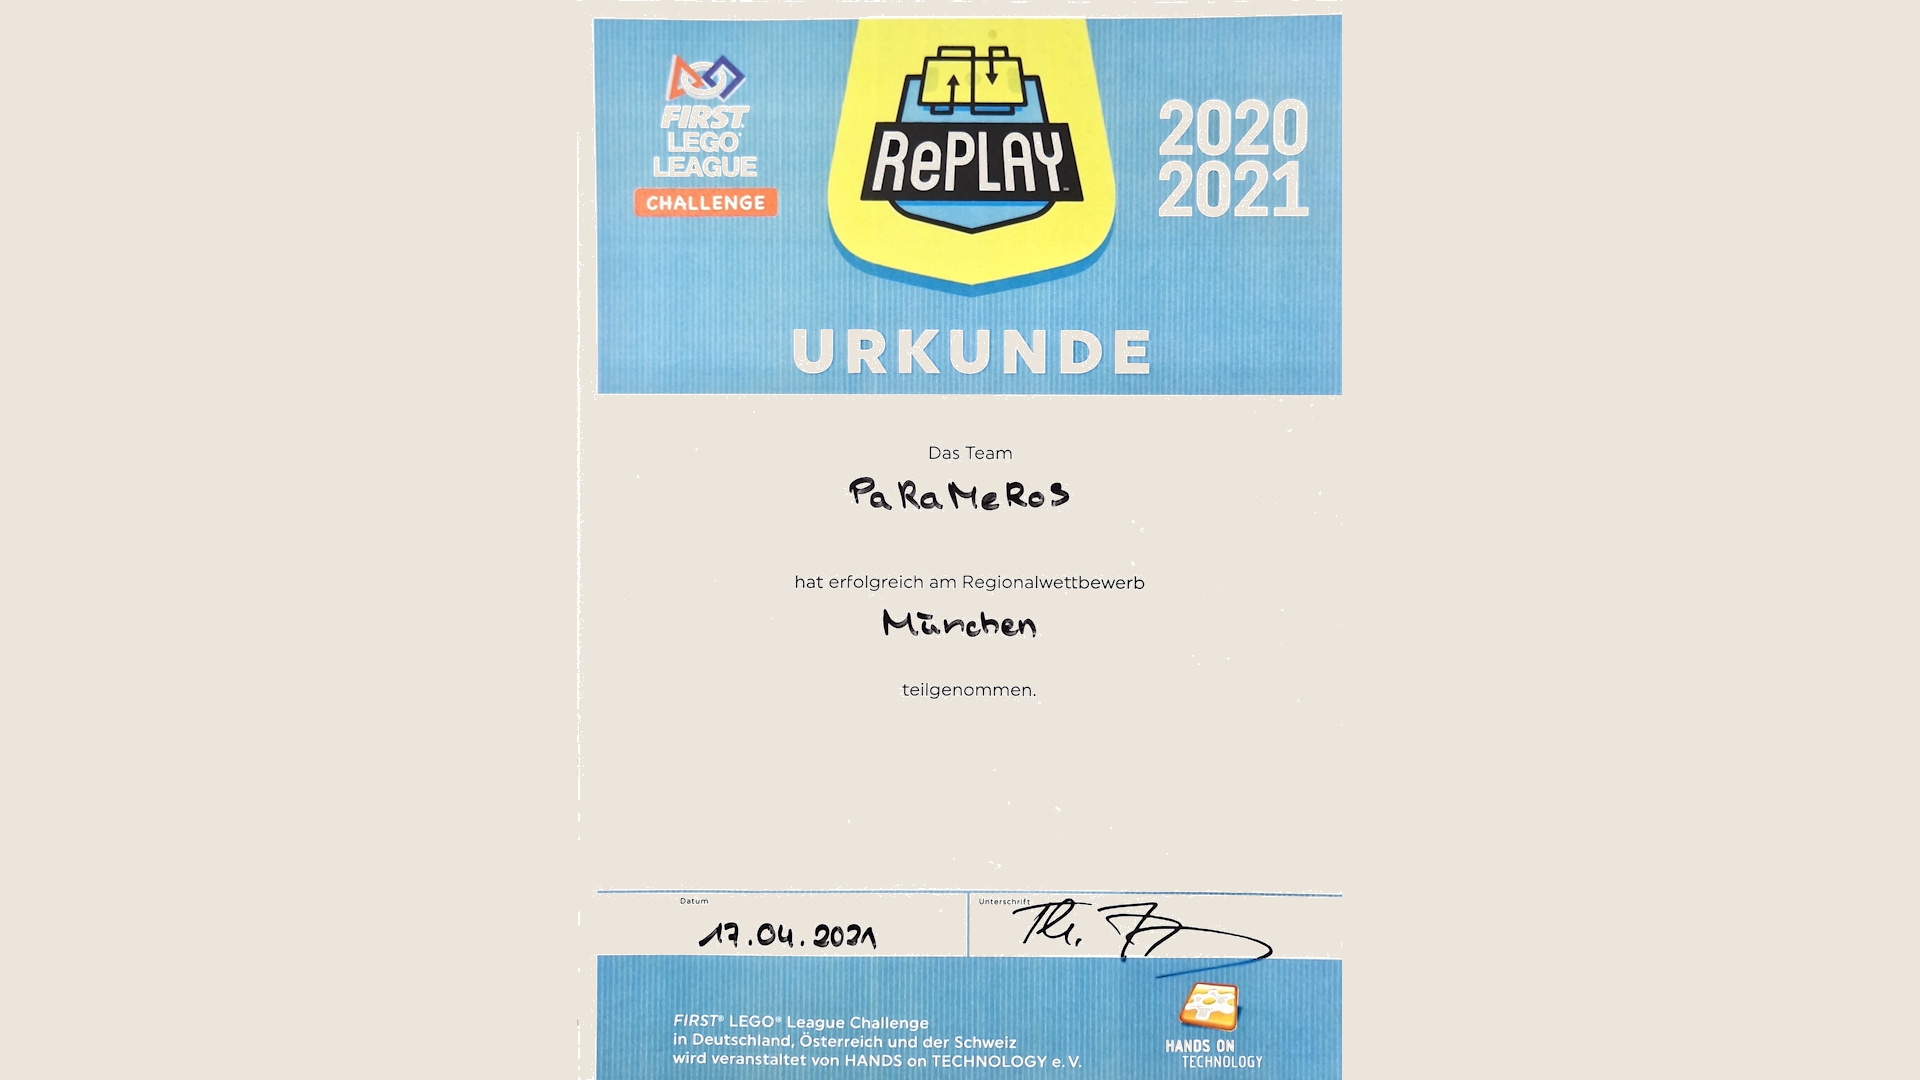 FIRST
LEGO
LEAGUE
CHALLENGE
RePLAY
2020
2021
URKUNDE
Das Team
PaRaMeRoS
hat erfolgreich am Regionalwettbewerb
München
teilgenommen.
Datum
17.04.2021
Unterschrift
FIRST® LEGO® League Challenge
in Deutschland, Österreich und der Schweiz
wird veranstaltet von HANDS on TECHNOLOGY e. V.
HANDS ON
TECHNOLOGY